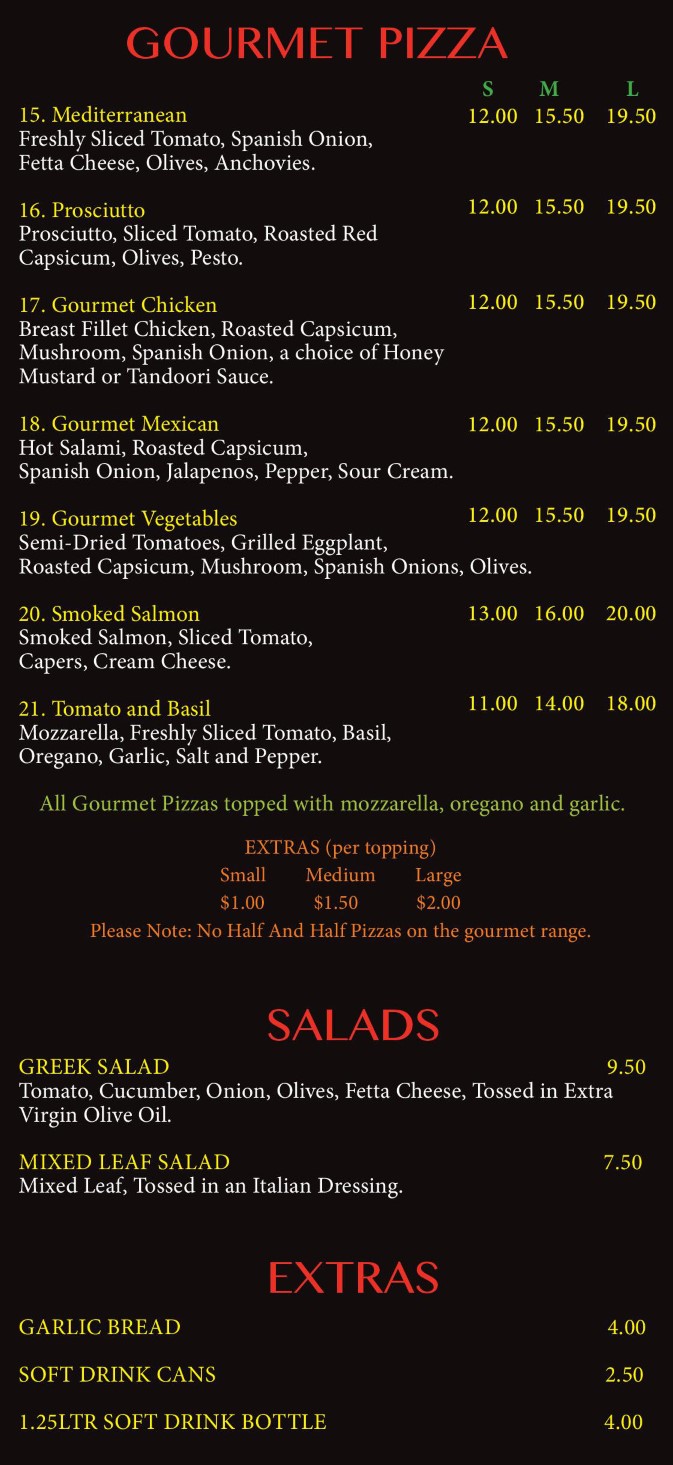 GOURMET PIZZA
S M L
15. Mediterranean 12.00 15.50 19.50
Freshly Sliced Tomato, Spanish Onion,
Fetta Cheese, Olives, Anchovies.
16. Prosciutto 12.00 15.50 19.50
Prosciutto, Sliced Tomato, Roasted Red
Capsicum, Olives, Pesto.
17. Gourmet Chicken 12.00 15.50 19.50
Breast Fillet Chicken, Roasted Capsicum,
Mushroom, Spanish Onion, a choice of Honey
Mustard or Tandoori Sauce.
18. Gourmet Mexican 12.00 15.50 19.50
Hot Salami, Roasted Capsicum,
Spanish Onion, Jalapenos, Pepper, Sour Cream.
19. Gourmet Vegetables 12.00 15.50 19.50
Semi-Dried Tomatoes, Grilled Eggplant,
Roasted Capsicum, Mushroom, Spanish Onions, Olives.
20. Smoked Salmon 13.00 16.00 20.00
Smoked Salmon, Sliced Tomato,
Capers, Cream Cheese.
21. Tomato and Basil 11.00 14.00 18.00
Mozzarella, Freshly Sliced Tomato, Basil,
Oregano, Garlic, Salt and Pepper.
All Gourmet Pizzas topped with mozzarella, oregano and garlic.
EXTRAS (per topping)
Small Medium Large
$1.00 $1.50 $2.00
Please Note: No Half And Half Pizzas on the gourmet range.
SALADS
GREEK SALAD 9.50
Tomato, Cucumber, Onion, Olives, Fetta Cheese, Tossed in Extra
Virgin Olive Oil.
MIXED LEAF SALAD 7.50
Mixed Leaf, Tossed in an Italian Dressing.
EXTRAS
GARLIC BREAD 4.00
SOFT DRINK CANS 2.50
1.25LTR SOFT DRINK BOTTLE 4.00